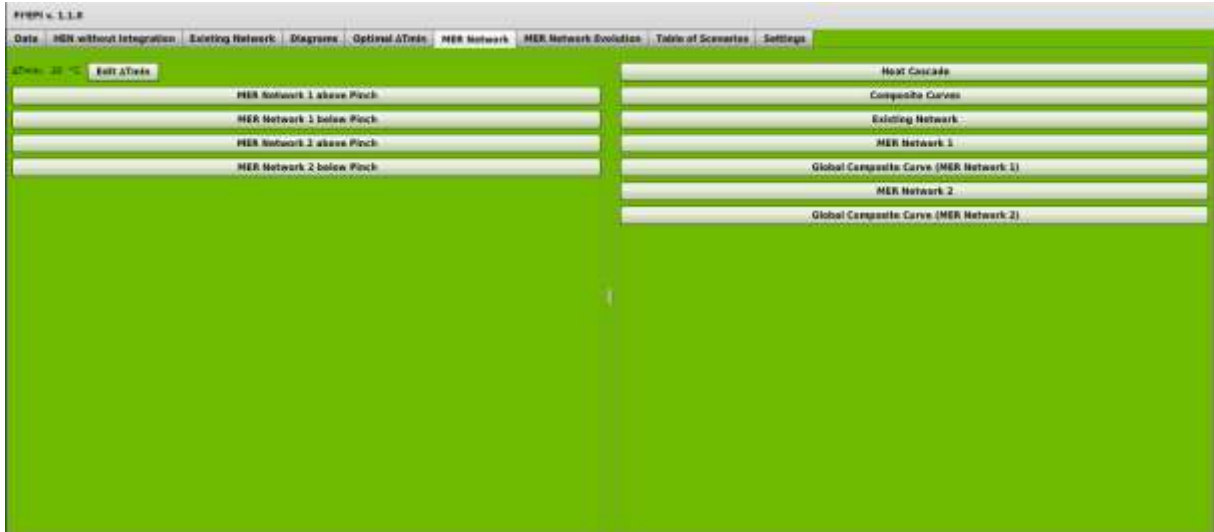 FI²EPI v. 1.1.0
Data HEN without Integration Existing Network Diagrams Optimal ΔTmin MER Network MER Network Evolution Table of Scenarios Settings
ΔTmin: 20 °C Edit ΔTmin
MER Network 1 above Pinch
MER Network 1 below Pinch
MER Network 2 above Pinch
MER Network 2 below Pinch
Heat Cascade
Composite Curves
Existing Network
MER Network 1
Global Composite Curve (MER Network 1)
MER Network 2
Global Composite Curve (MER Network 2)